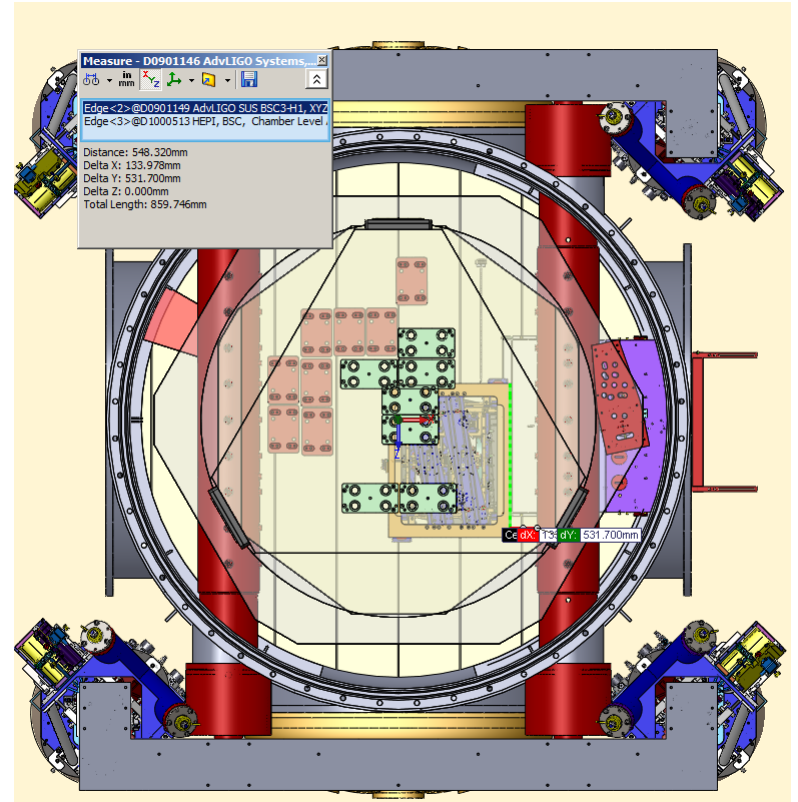 Measure - D0901146 AdvLIGO Systems,...
in
mm
X Y Z
Edge<2>@D0901149 AdvLIGO SUS BSC3-H1, XYZ
Edge<3>@D1000513 HEPI, BSC, Chamber Level
Distance: 548.320mm
Delta X: 133.978mm
Delta Y: 531.700mm
Delta Z: 0.000mm
Total Length: 859.746mm
Z
Ce dX: 13 dY: 531.700mm